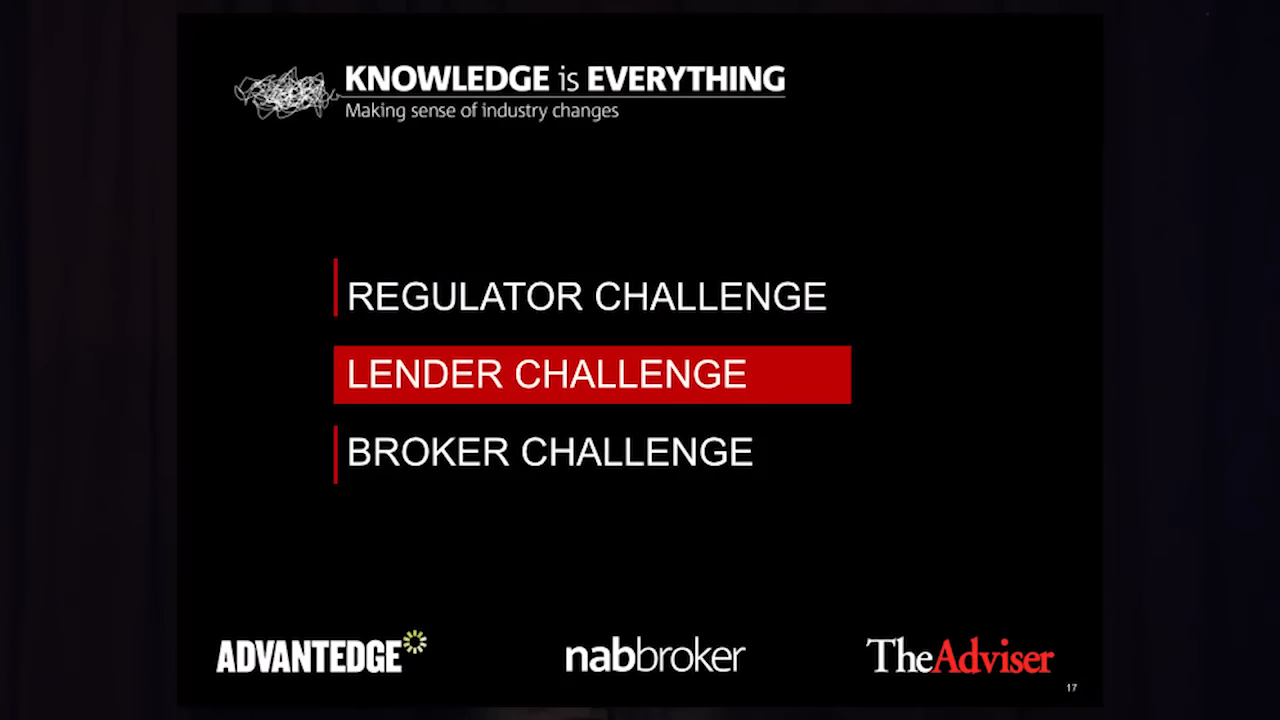 KNOWLEDGE is EVERYTHING
Making sense of industry changes
REGULATOR CHALLENGE
LENDER CHALLENGE
BROKER CHALLENGE
ADVANTEDGE
nabbroker
TheAdviser
17